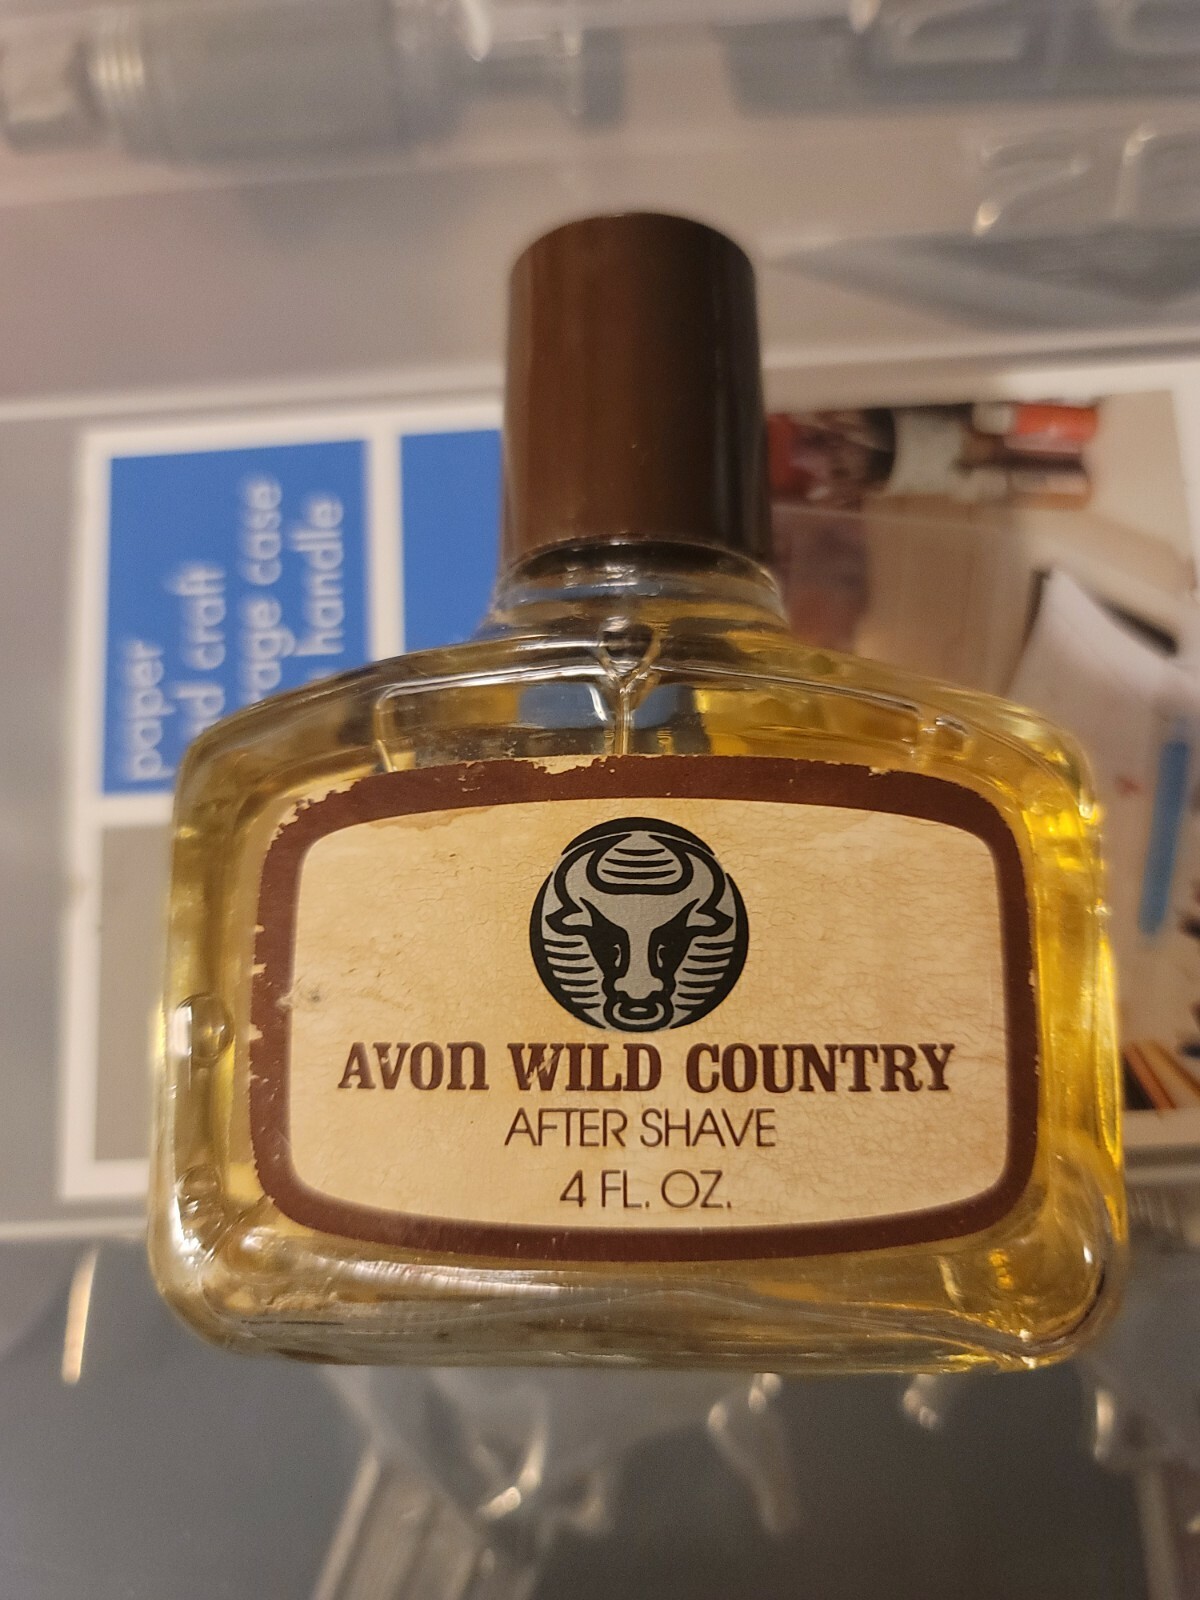 AVON WILD COUNTRY
AFTER SHAVE
4 FL. OZ.
paper
craft
case
handle